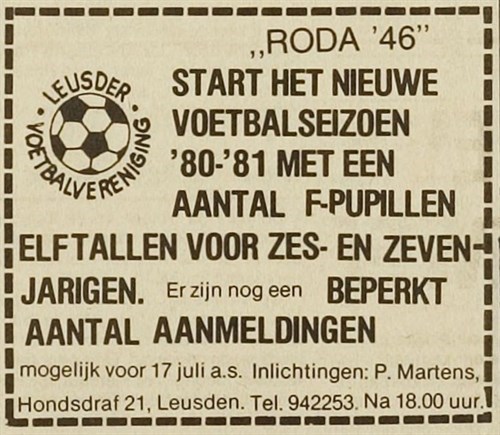 „RODA '46"
LEUSDER
VOETBALVERENIGING
START HET NIEUWE
VOETBALSEIZOEN
'80-'81 MET EEN
AANTAL F-PUPILLEN
ELFTALLEN VOOR ZES- EN ZEVEN-
JARIGEN. Er zijn nog een BEPERKT
AANTAL AANMELDINGEN
mogelijk voor 17 juli a.s. Inlichtingen: P. Martens,
Hondsdraf 21, Leusden. Tel. 942253. Na 18.00 uur.